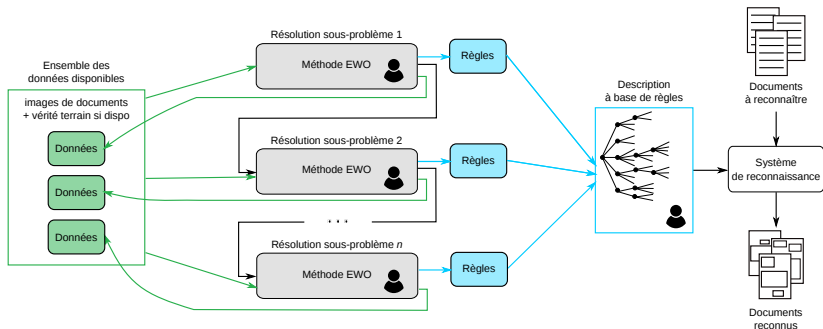 Ensemble des
données disponibles
images de documents
+ vérité terrain si dispo
Données
Données
Données
Résolution sous-problème 1
Méthode EWO
Règles
Résolution sous-problème 2
Méthode EWO
Règles
...
Résolution sous-problème n
Méthode EWO
Règles
Description
à base de règles
Documents
à reconnaître
Système
de reconnaissance
Documents
reconnus